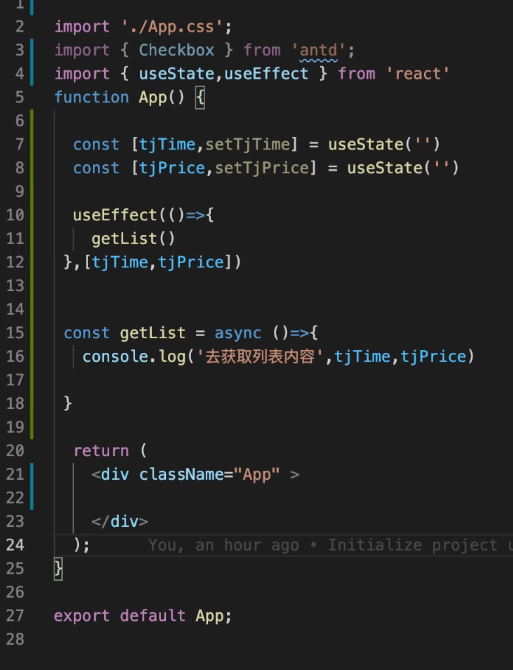 1
2 import './App.css';
3 import { Checkbox } from 'antd';
4 import { useState,useEffect } from 'react'
5 function App() {
6
7 const [tjTime,setTjTime] = useState('')
8 const [tjPrice,setTjPrice] = useState('')
9
10 useEffect(()=>{
11 getList()
12 },[tjTime,tjPrice])
13
14
15 const getList = async ()=>{
16 console.log('去获取列表内容',tjTime,tjPrice)
17
18 }
19
20 return (
21 <div className="App" >
22
23 </div>
24 ); You, an hour ago • Initialize project u
25 }
26
27 export default App;
28